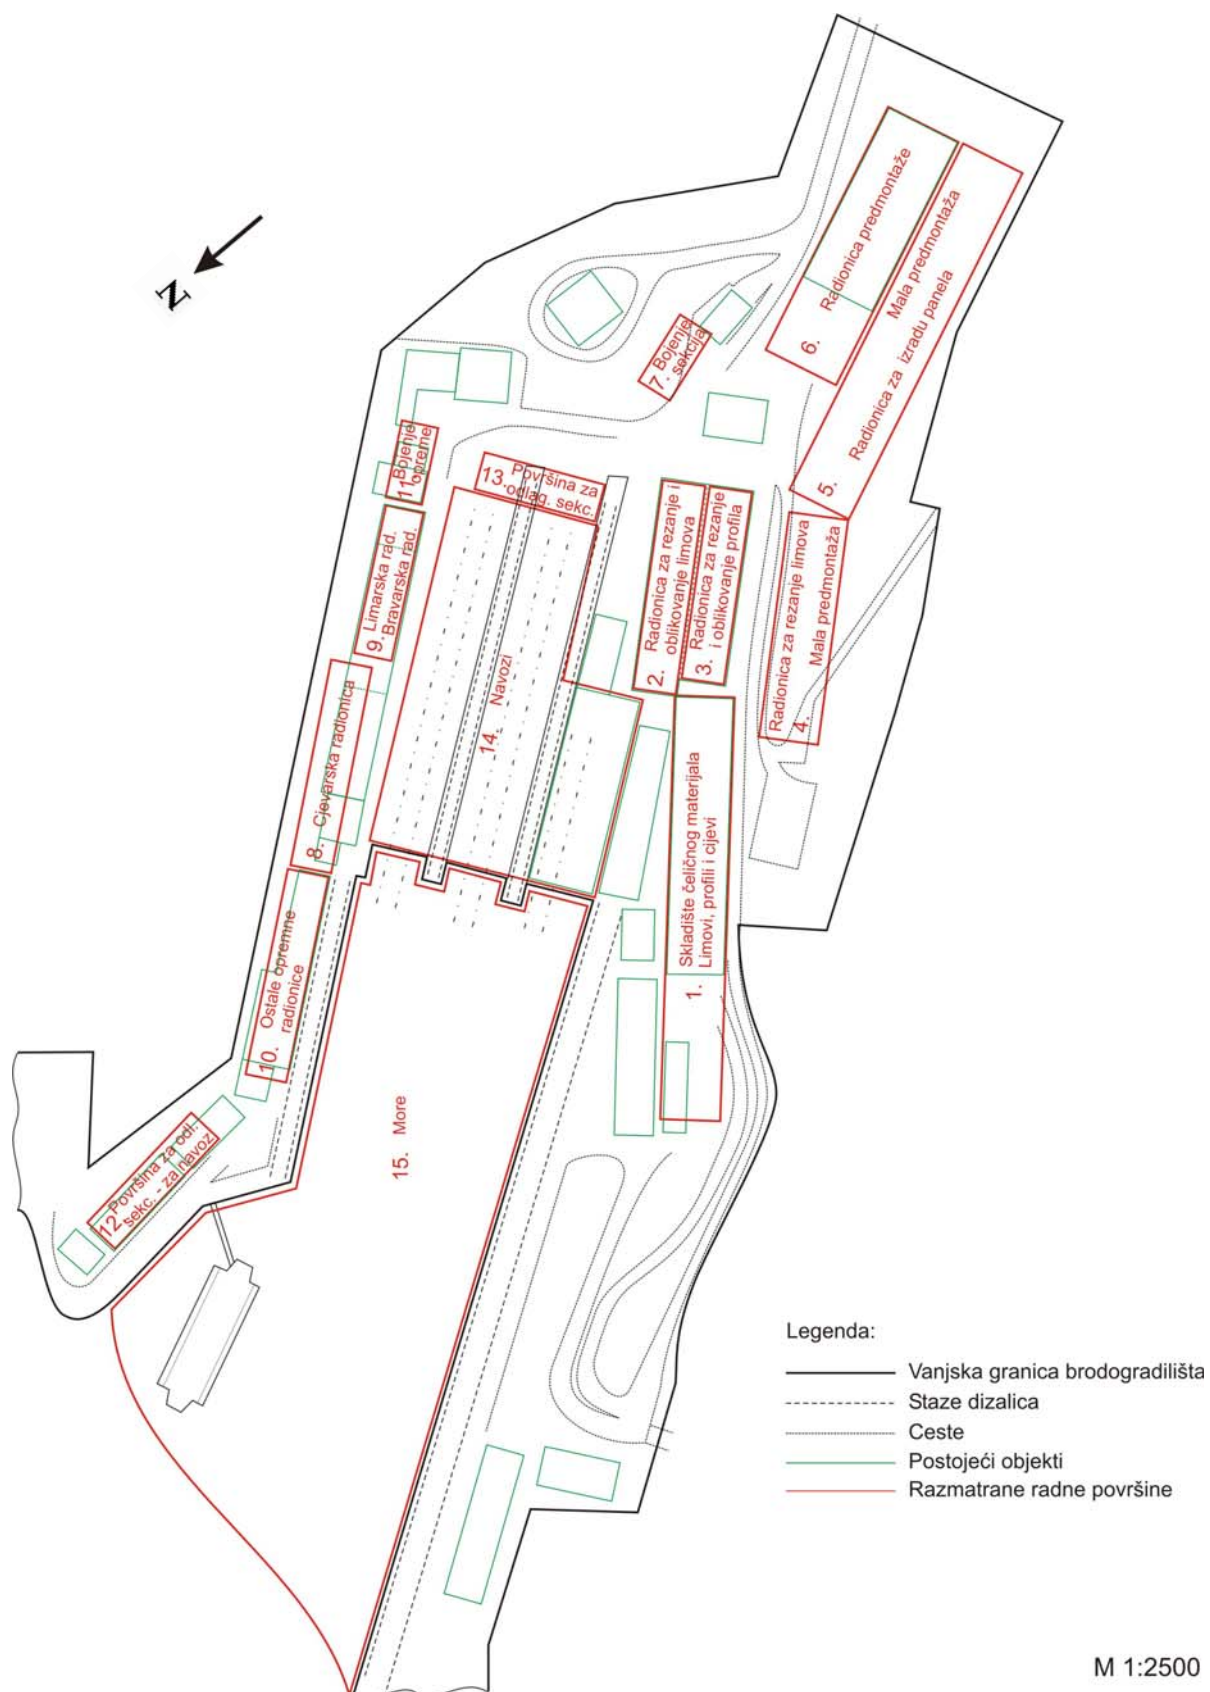 N
6.
Radionica predmontaže
Mala predmontaža
5.
Radionica za izradu panela
7.
Bojenje
sekcija
11.
Bojenje
opreme
13.
Površina za
odlag. sekc.
9.
Limarska rad.
Bravarska rad.
2.
Radionica za rezanje i
oblikovanje limova
3.
Radionica za rezanje
i oblikovanje profila
4.
Radionica za rezanje limova
Mala predmontaža
14. Navozi
8.
Cjevarska radionica
1.
Skladište čeličnog materijala
Limovi, profili i cijevi
10.
Ostale opremne
radionice
12.
Površina za odl.
sekc. - za navoz
15. More
Legenda:
Vanjska granica brodogradilišta
Staze dizalica
Ceste
Postojeći objekti
Razmatrane radne površine
M 1:2500